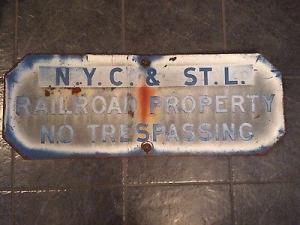 N.Y.C. & ST.L.
RAILROAD PROPERTY
NO TRESPASSING